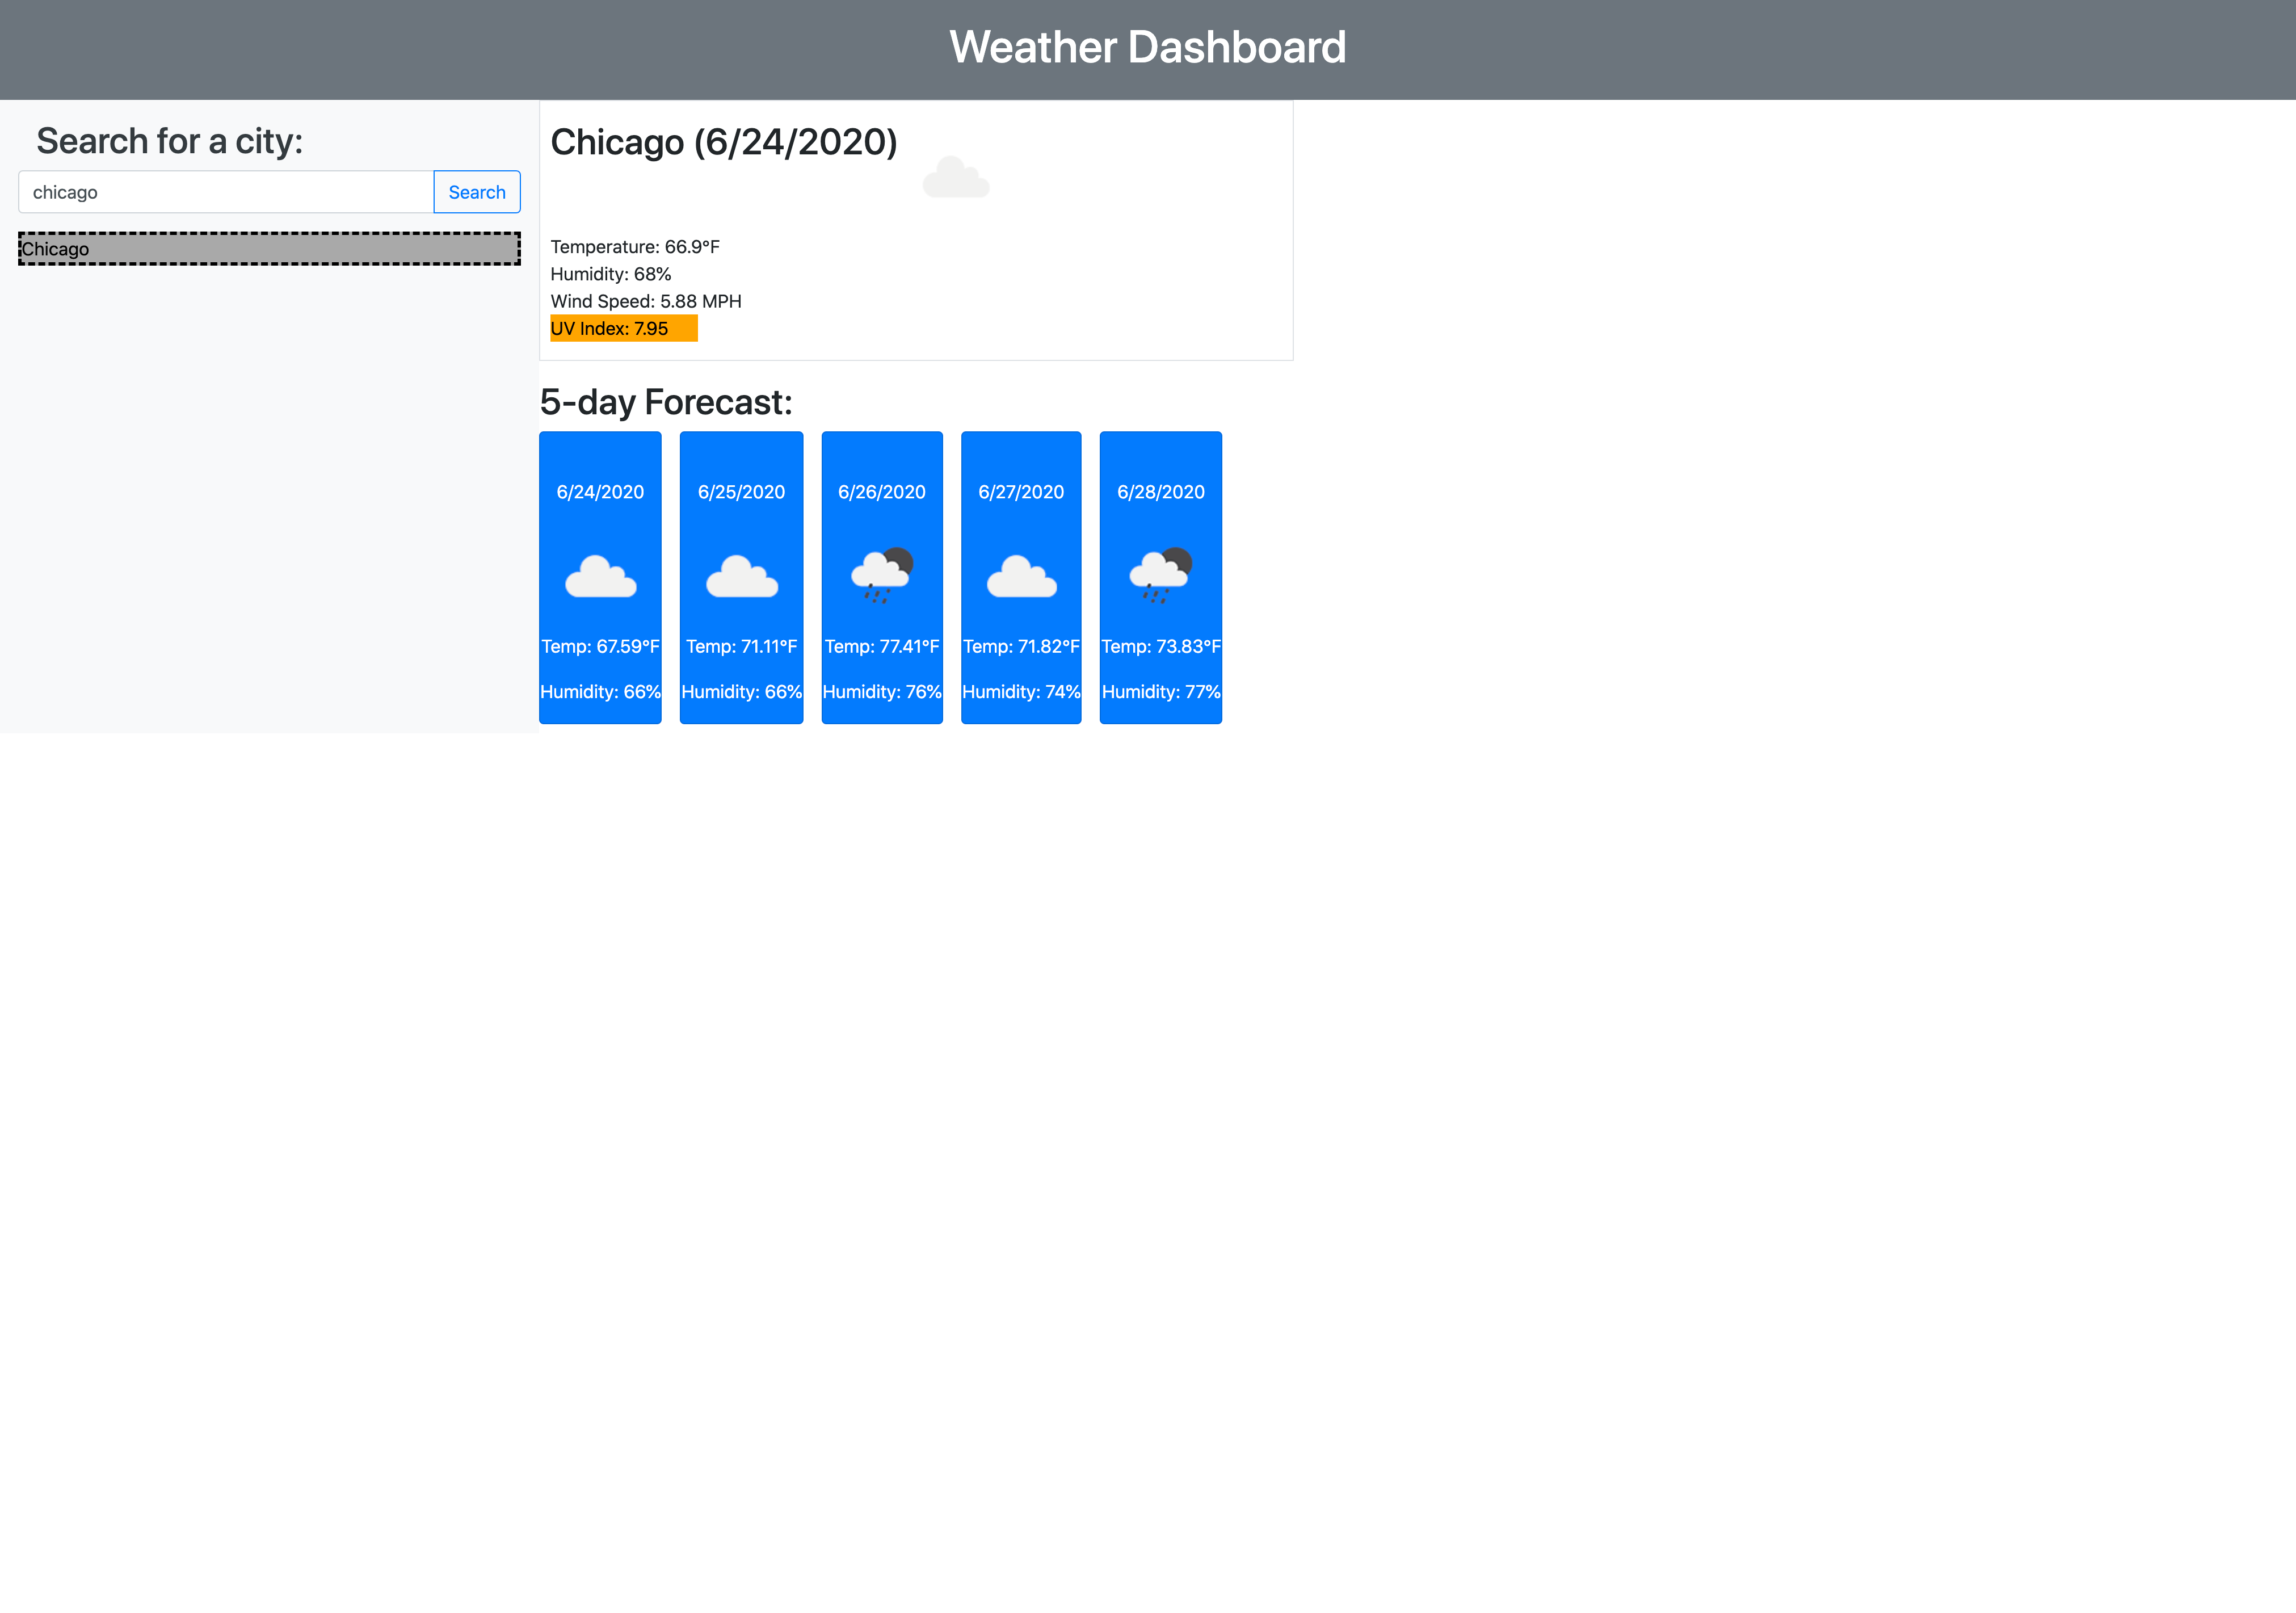 Weather Dashboard
Search for a city:
chicago
Search
Chicago
Chicago (6/24/2020)
Temperature: 66.9°F
Humidity: 68%
Wind Speed: 5.88 MPH
UV Index: 7.95
5-day Forecast:
6/24/2020
Temp: 67.59°F
Humidity: 66%
6/25/2020
Temp: 71.11°F
Humidity: 66%
6/26/2020
Temp: 77.41°F
Humidity: 76%
6/27/2020
Temp: 71.82°F
Humidity: 74%
6/28/2020
Temp: 73.83°F
Humidity: 77%